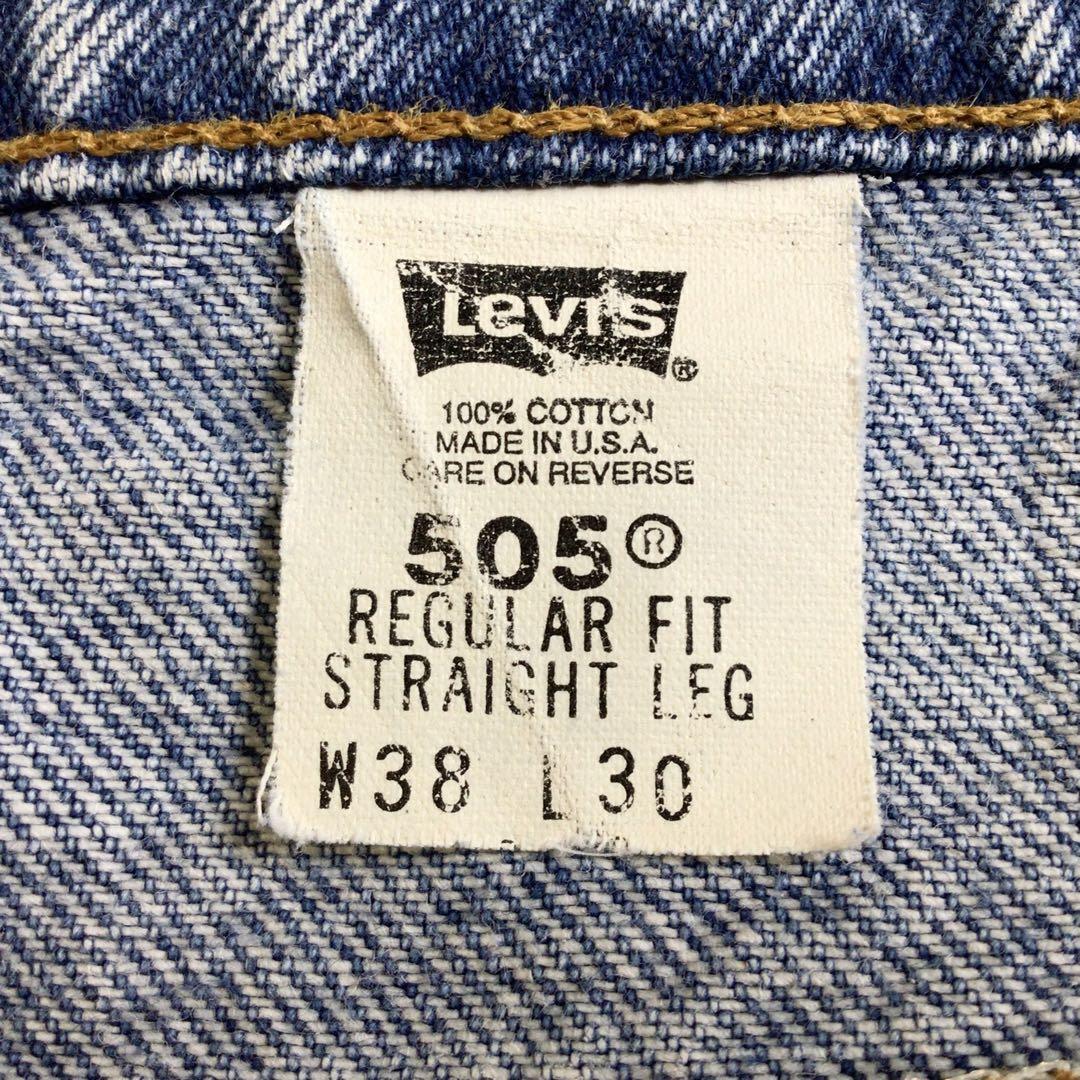 Levi's®
100% COTTON
MADE IN U.S.A.
CARE ON REVERSE
505®
REGULAR FIT
STRAIGHT LEG
W38 L30